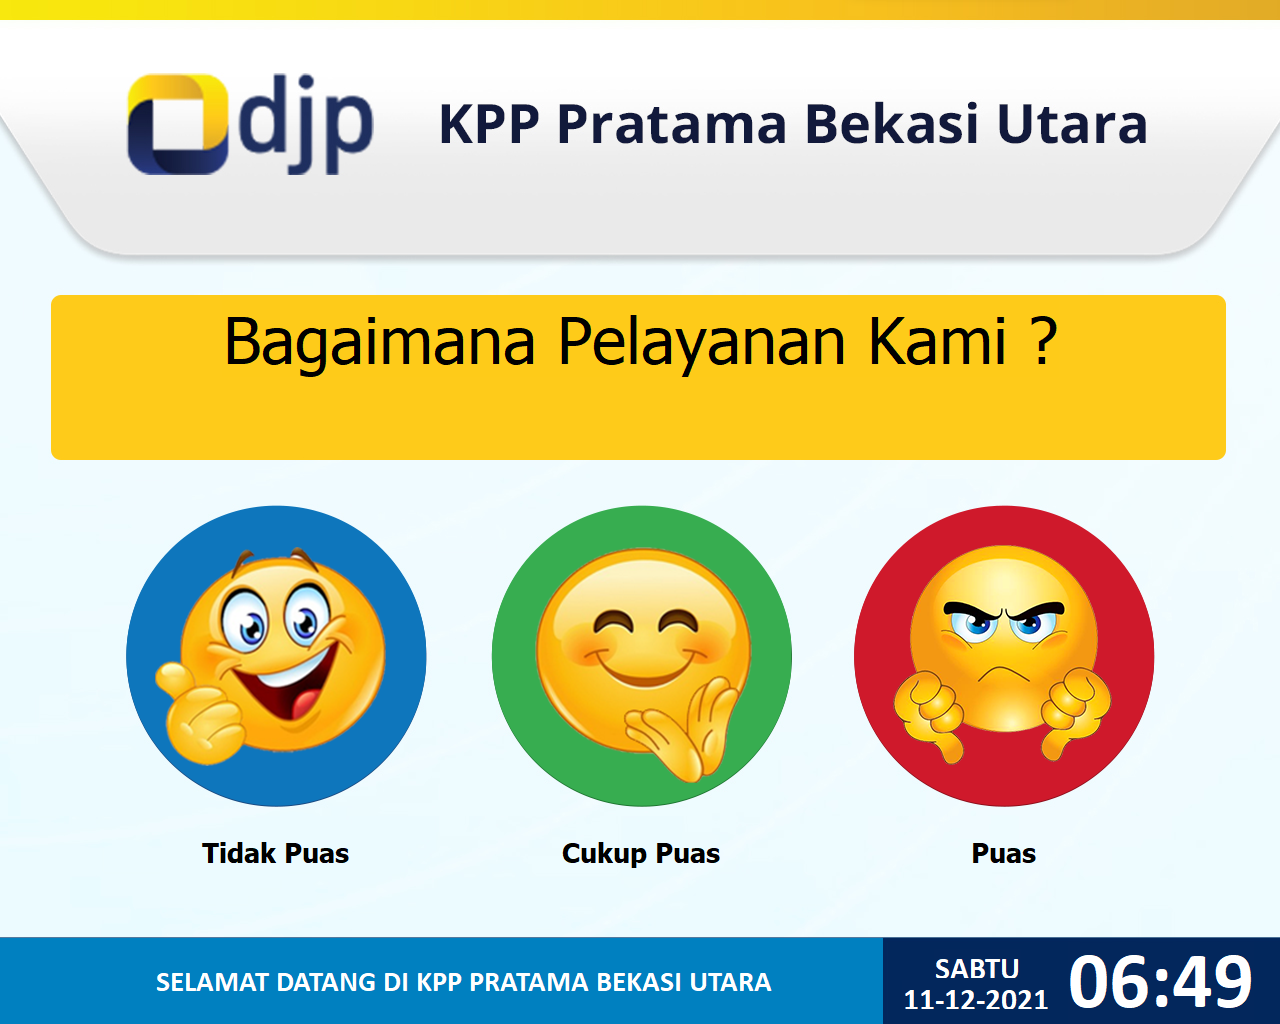 djp
KPP Pratama Bekasi Utara
Bagaimana Pelayanan Kami ?
Tidak Puas
Cukup Puas
Puas
SELAMAT DATANG DI KPP PRATAMA BEKASI UTARA
SABTU
11-12-2021
06:49